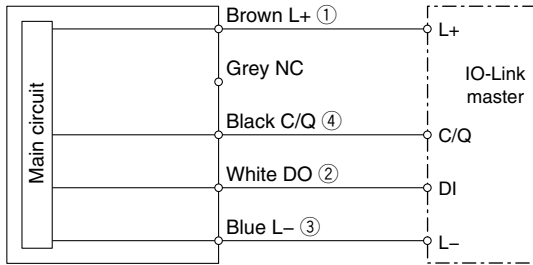 Brown L+ ①
L+
Grey NC
IO-Link
master
Main circuit
Black C/Q ④
C/Q
White DO ②
DI
Blue L− ③
L−